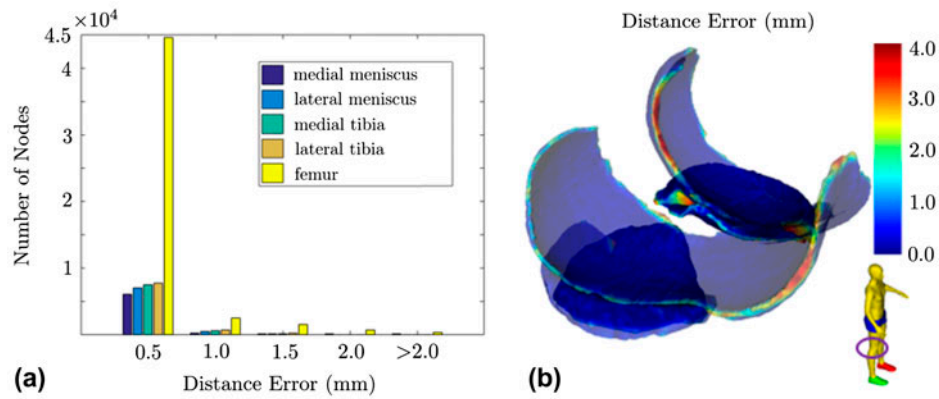 ×10⁴
4.5
4
3
2
1
Number of Nodes
medial meniscus
lateral meniscus
medial tibia
lateral tibia
femur
0.5 1.0 1.5 2.0 >2.0
Distance Error (mm)
(a)
Distance Error (mm)
4.0
3.0
2.0
1.0
0.0
(b)